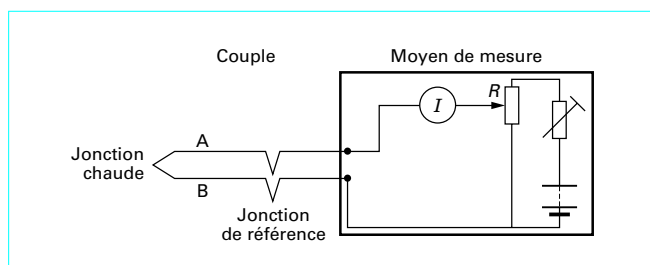 Couple
Moyen de mesure
A
I
R
Jonction
chaude
B
Jonction
de référence